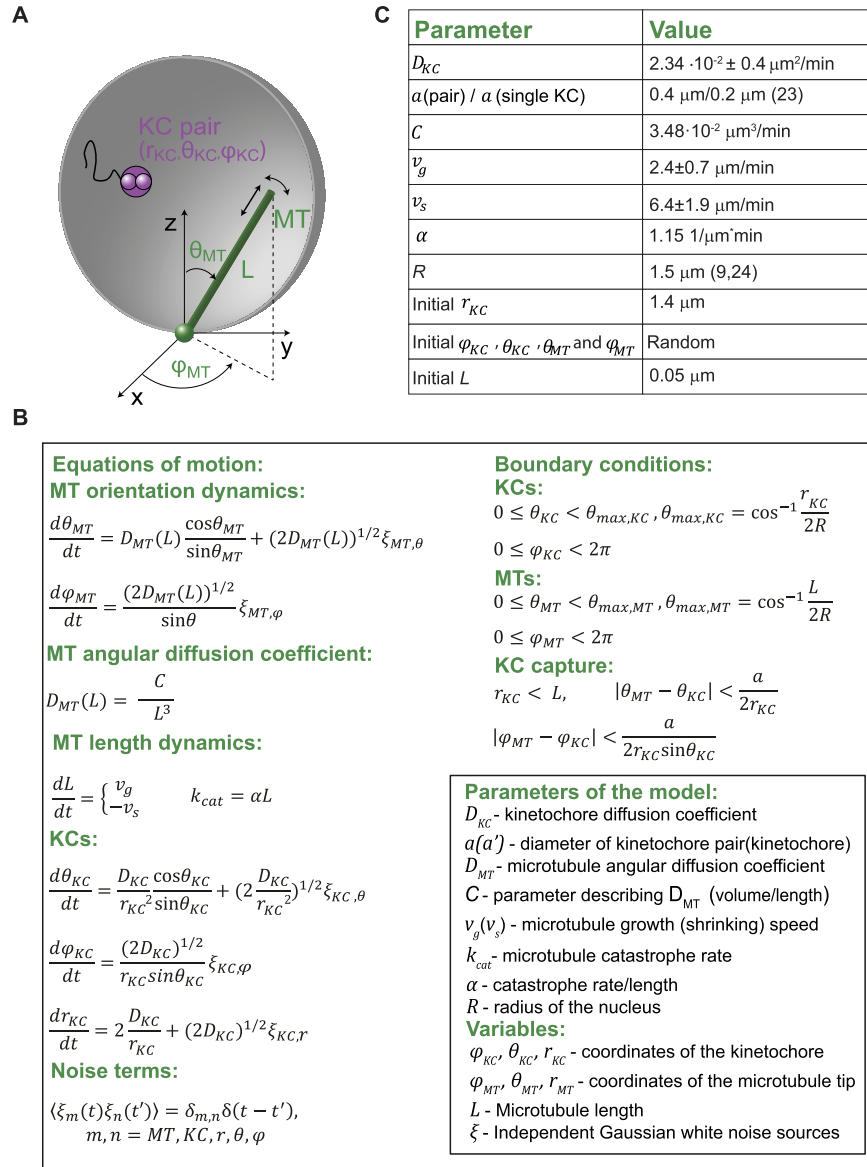 A
KC pair
(rKC,θKC,φKC)
z
MT
θMT
L
y
φMT
x
C
Parameter Value
D_KC 2.34 ·10⁻² ± 0.4 μm²/min
a(pair) / a (single KC) 0.4 μm/0.2 μm (23)
C 3.48·10⁻² μm³/min
v_g 2.4±0.7 μm/min
v_s 6.4±1.9 μm/min
α 1.15 1/μm*min
R 1.5 μm (9,24)
Initial r_KC 1.4 μm
Initial φ_KC , θ_KC , θ_MT and φ_MT Random
Initial L 0.05 μm
B
Equations of motion:
MT orientation dynamics:
dθ_MT/dt = D_MT(L) cosθ_MT/sinθ_MT + (2D_MT(L))^1/2 ξ_MT,θ
dφ_MT/dt = (2D_MT(L))^1/2/sinθ ξ_MT,φ
MT angular diffusion coefficient:
D_MT(L) = C/L³
MT length dynamics:
dL/dt = { v_g −v_s k_cat = αL
KCs:
dθ_KC/dt = D_KC/r_KC² cosθ_KC/sinθ_KC + (2 D_KC/r_KC²)^1/2 ξ_KC,θ
dφ_KC/dt = (2D_KC)^1/2/r_KC sinθ_KC ξ_KC,φ
dr_KC/dt = 2 D_KC/r_KC + (2D_KC)^1/2 ξ_KC,r
Noise terms:
⟨ξ_m(t)ξ_n(t′)⟩ = δ_m,n δ(t − t′),
m, n = MT, KC, r, θ, φ
Boundary conditions:
KCs:
0 ≤ θ_KC < θ_max,KC , θ_max,KC = cos⁻¹ r_KC/2R
0 ≤ φ_KC < 2π
MTs:
0 ≤ θ_MT < θ_max,MT , θ_max,MT = cos⁻¹ L/2R
0 ≤ φ_MT < 2π
KC capture:
r_KC < L, |θ_MT − θ_KC| < a/2r_KC
|φ_MT − φ_KC| < a/2r_KC sinθ_KC
Parameters of the model:
D_KC - kinetochore diffusion coefficient
a(a') - diameter of kinetochore pair(kinetochore)
D_MT - microtubule angular diffusion coefficient
C - parameter describing D_MT (volume/length)
v_g(v_s) - microtubule growth (shrinking) speed
k_cat - microtubule catastrophe rate
α - catastrophe rate/length
R - radius of the nucleus
Variables:
φ_KC, θ_KC, r_KC - coordinates of the kinetochore
φ_MT, θ_MT, r_MT - coordinates of the microtubule tip
L - Microtubule length
ξ - Independent Gaussian white noise sources